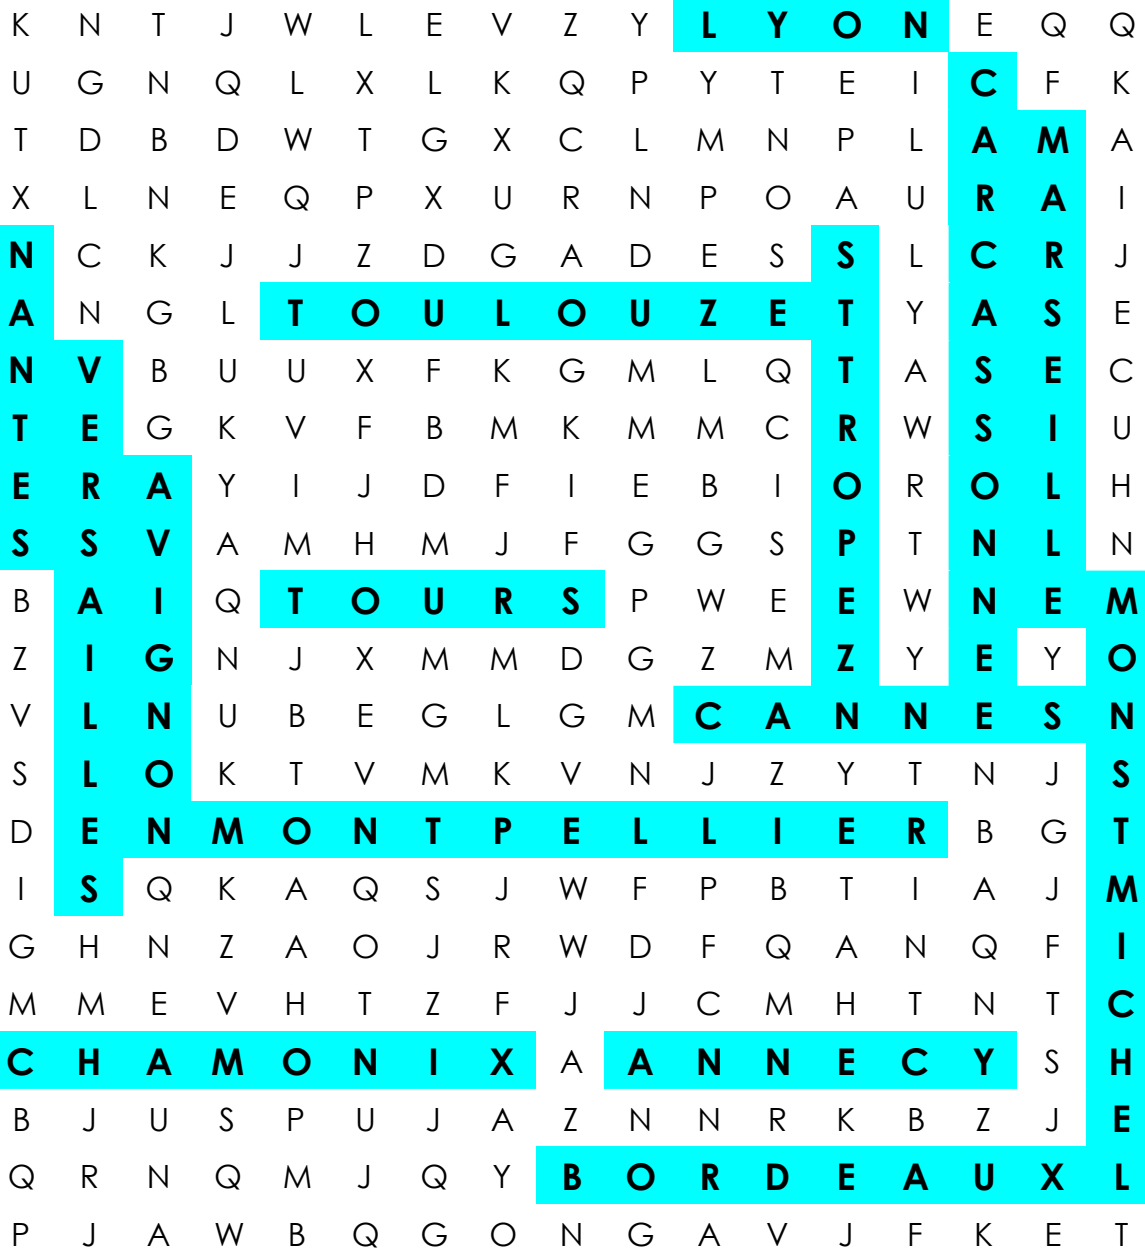 K N T J W L E V Z Y L Y O N E Q Q
U G N Q L X L K Q P Y T E I C F K
T D B D W T G X C L M N P L A M A
X L N E Q P X U R N P O A U R A I
N C K J J Z D G A D E S S L C R J
A N G L T O U L O U Z E T Y A S E
N V B U U X F K G M L Q T A S E C
T E G K V F B M K M M C R W S I U
E R A Y I J D F I E B I O R O L H
S S V A M H M J F G G S P T N L N
B A I Q T O U R S P W E E W N E M
Z I G N J X M M D G Z M Z Y E Y O
V L N U B E G L G M C A N N E S N
S L O K T V M K V N J Z Y T N J S
D E N M O N T P E L L I E R B G T
I S Q K A Q S J W F P B T I A J M
G H N Z A O J R W D F Q A N Q F I
M M E V H T Z F J J C M H T N T C
C H A M O N I X A A N N E C Y S H
B J U S P U J A Z N N R K B Z J E
Q R N Q M J Q Y B O R D E A U X L
P J A W B Q G O N G A V J F K E T